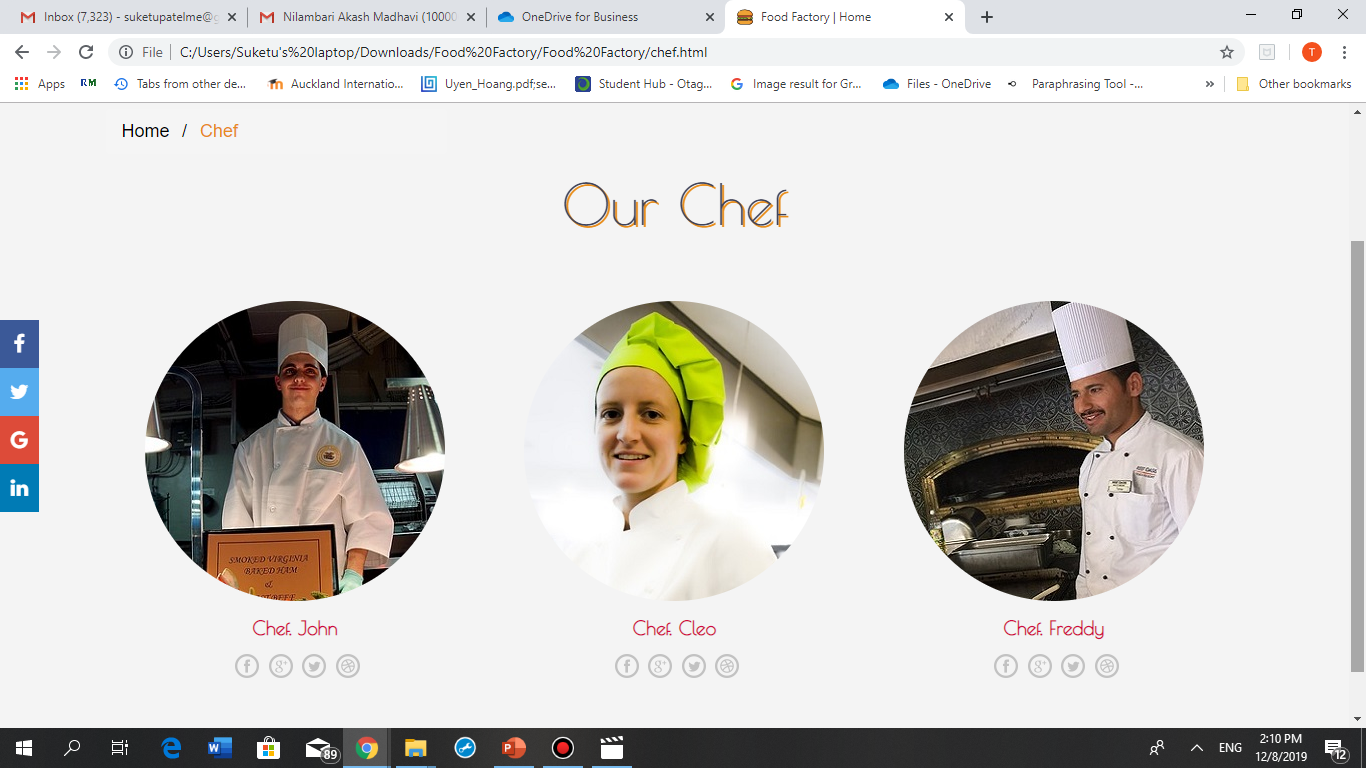 Inbox (7,323) - suketupatelme@g
Nilambari Akash Madhavi (10000
OneDrive for Business
Food Factory | Home
File
C:/Users/Suketu's%20laptop/Downloads/Food%20Factory/Food%20Factory/chef.html
T
Apps
RM
Tabs from other de...
Auckland Internatio...
Uyen_Hoang.pdf;se...
Student Hub - Otag...
Image result for Gr...
Files - OneDrive
Paraphrasing Tool -...
»
Other bookmarks
Home / Chef
Our Chef
SMOKED VIRGINIA
BAKED HAM
&
Chef. John
Chef. Cleo
Chef. Freddy
89
ENG
2:10 PM
12/8/2019
12